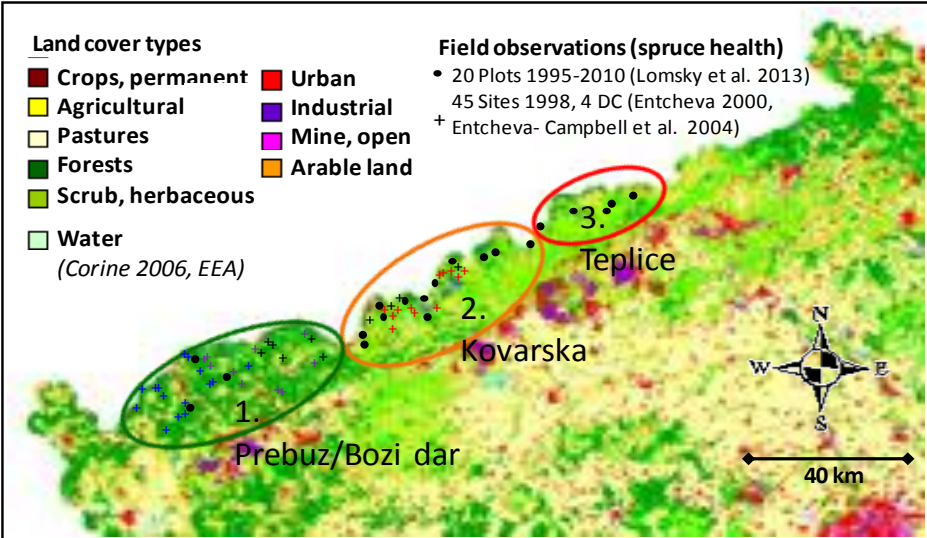 Land cover types
Crops, permanent
Agricultural
Pastures
Forests
Scrub, herbaceous
Water
(Corine 2006, EEA)
Urban
Industrial
Mine, open
Arable land
Field observations (spruce health)
20 Plots 1995-2010 (Lomsky et al. 2013)
45 Sites 1998, 4 DC (Entcheva 2000,
+ Entcheva- Campbell et al. 2004)
3.
Teplice
2.
Kovarska
1.
Prebuz/Bozi dar
N
W E
S
40 km